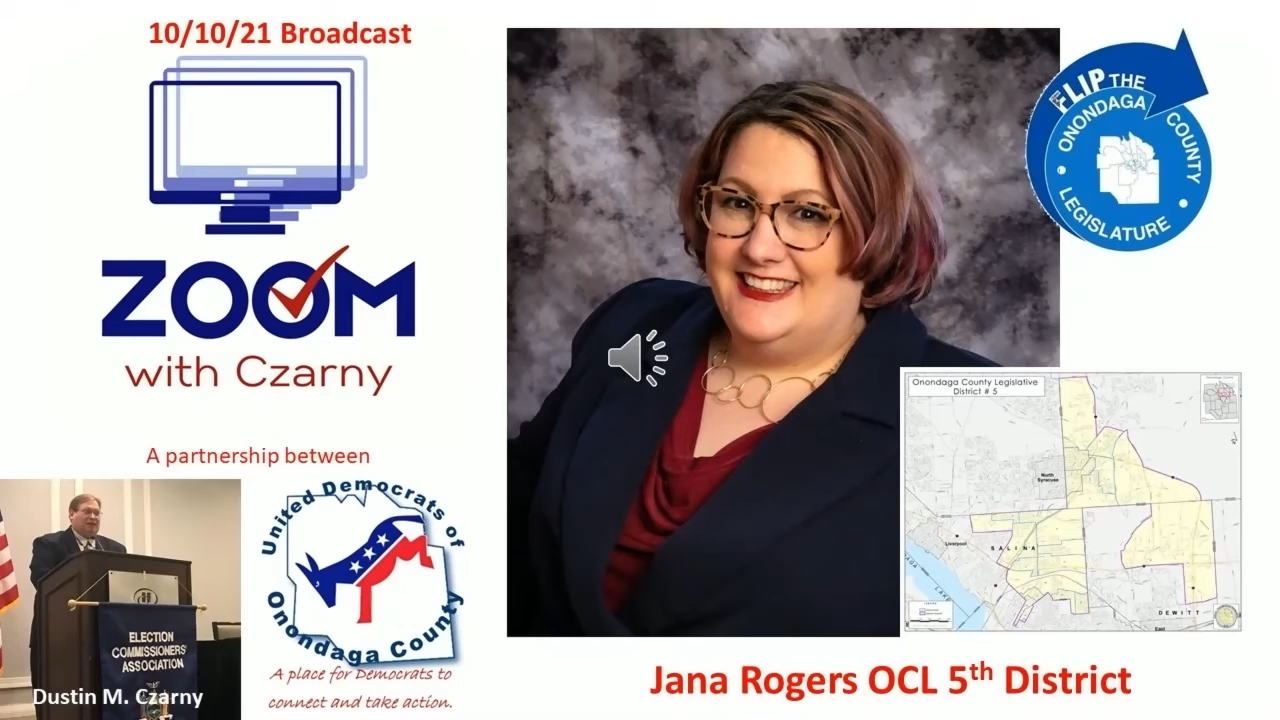 10/10/21 Broadcast
ZOOM
with Czarny
A partnership between
ELECTION
COMMISSIONERS'
ASSOCIATION
Dustin M. Czarny
United Democrats of
Onondaga County
A place for Democrats to
connect and take action.
FLIP THE
ONONDAGA COUNTY
LEGISLATURE
Onondaga County Legislative
District # 5
North
Syracuse
Liverpool
SALINA
LAKE
DEWITT
East
Jana Rogers OCL 5th District